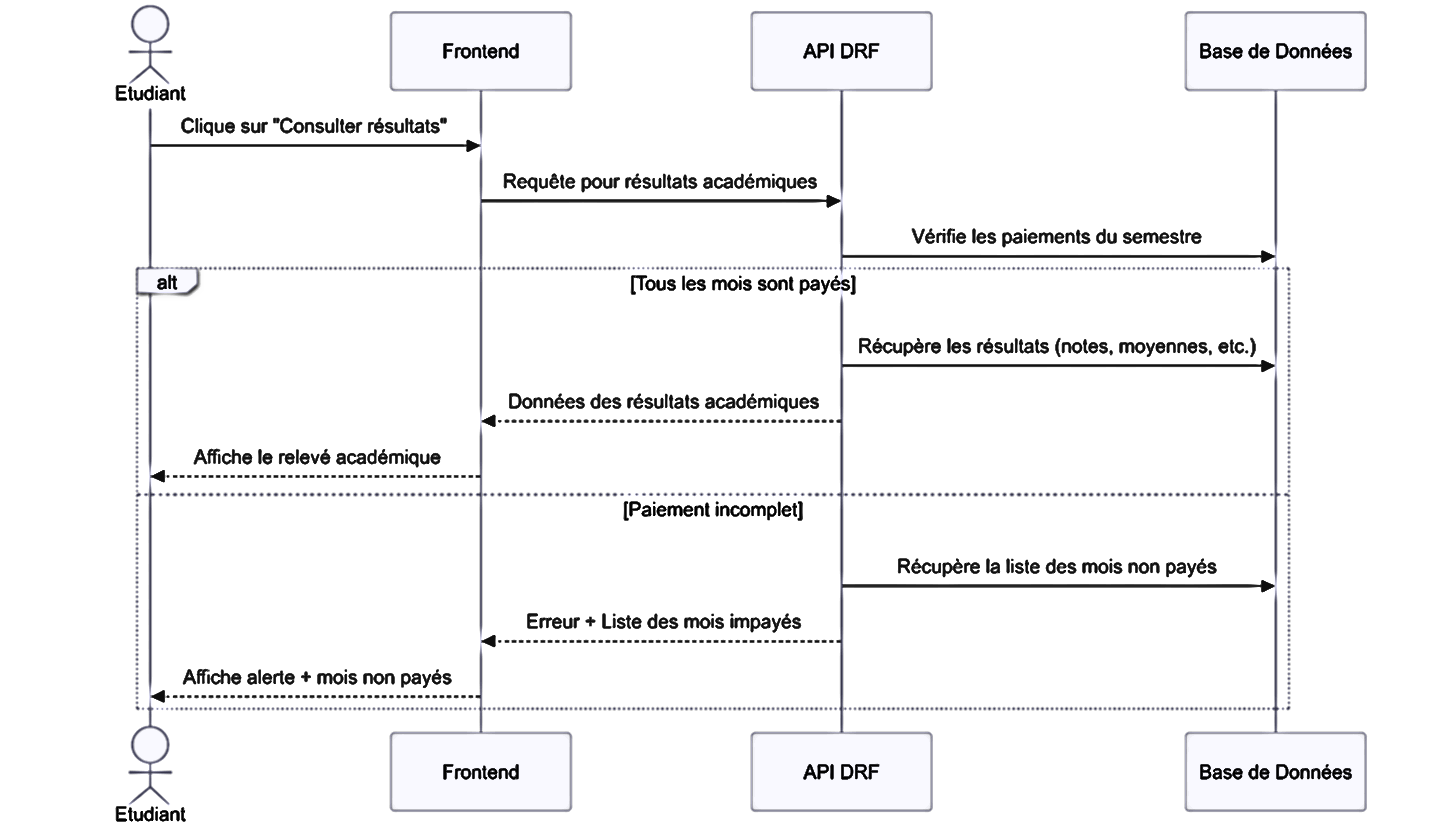 Etudiant
Frontend
API DRF
Base de Données
Clique sur "Consulter résultats"
Requête pour résultats académiques
Vérifie les paiements du semestre
alt
[Tous les mois sont payés]
Récupère les résultats (notes, moyennes, etc.)
Données des résultats académiques
Affiche le relevé académique
[Paiement incomplet]
Récupère la liste des mois non payés
Erreur + Liste des mois impayés
Affiche alerte + mois non payés
Etudiant
Frontend
API DRF
Base de Données